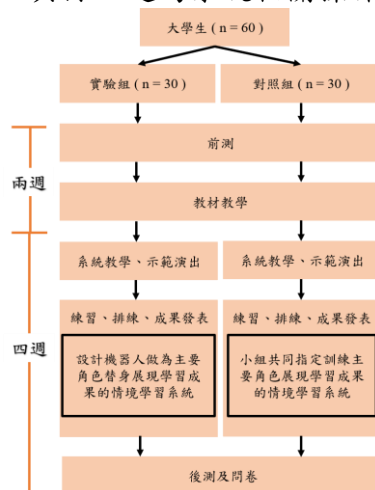 大學生 ( n = 60 )
實驗組 ( n = 30 )
對照組 ( n = 30 )
前測
兩週
教材教學
系統教學、示範演出
系統教學、示範演出
練習、排練、成果發表
練習、排練、成果發表
四週
設計機器人做為主要
角色替身展現學習成
果的情境學習系統
小組共同指定訓練主
要角色展現學習成果
的情境學習系統
後測及問卷